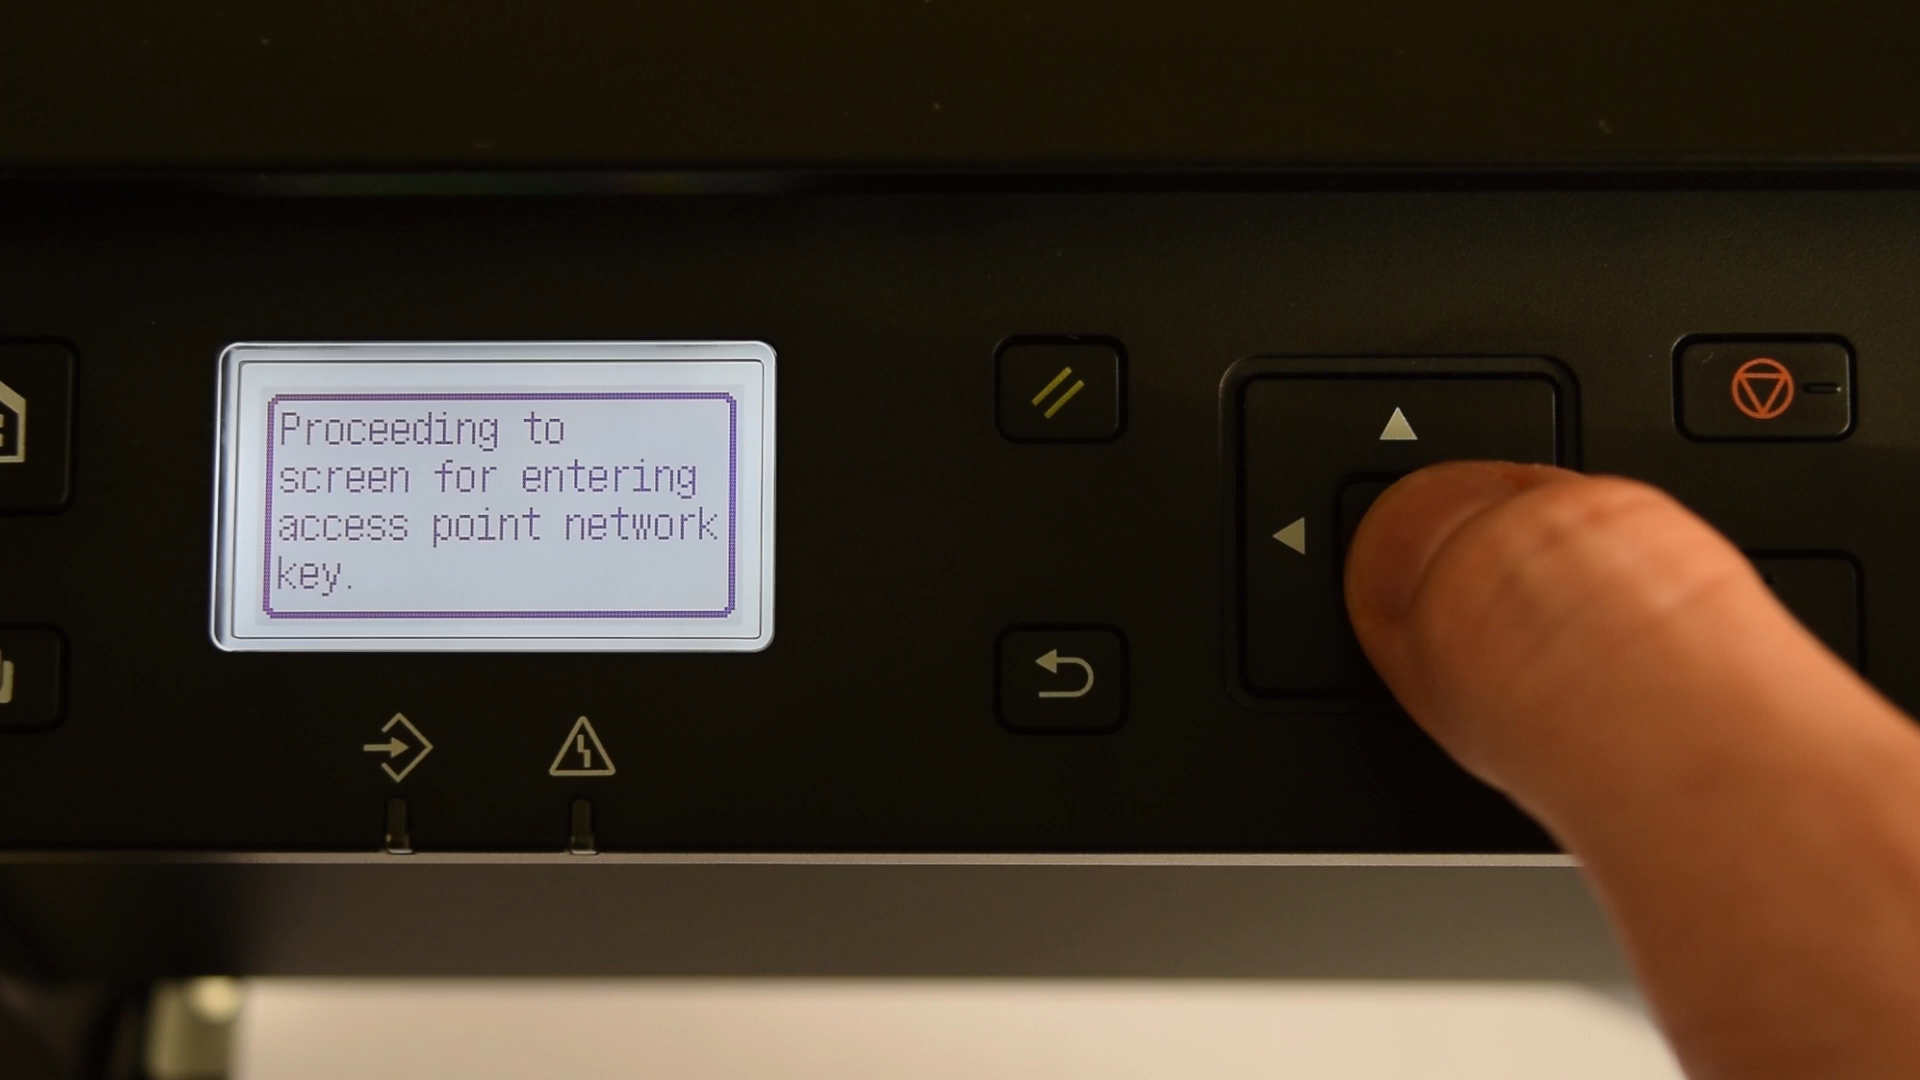 Proceeding to
screen for entering
access point network
key.